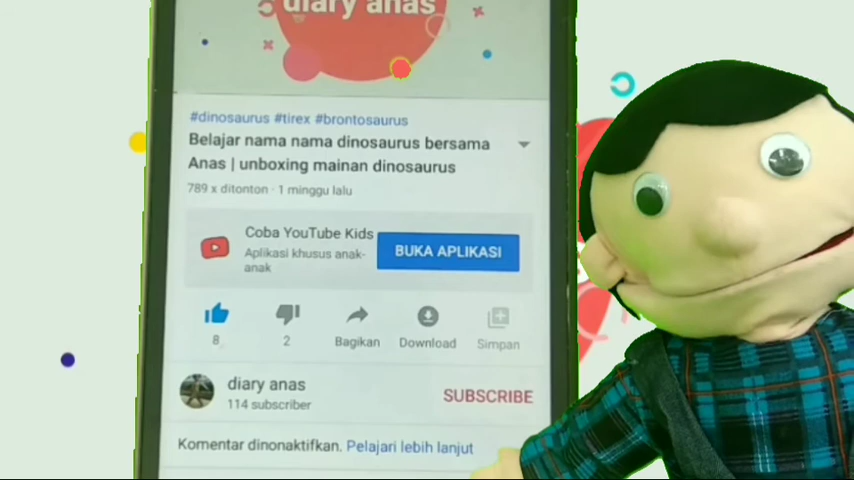 diary anas
#dinosaurus #tirex #brontosaurus
Belajar nama nama dinosaurus bersama
Anas | unboxing mainan dinosaurus
789 x ditonton · 1 minggu lalu
Coba YouTube Kids
Aplikasi khusus anak-
anak
BUKA APLIKASI
8
2
Bagikan
Download
Simpan
diary anas
114 subscriber
SUBSCRIBE
Komentar dinonaktifkan. Pelajari lebih lanjut